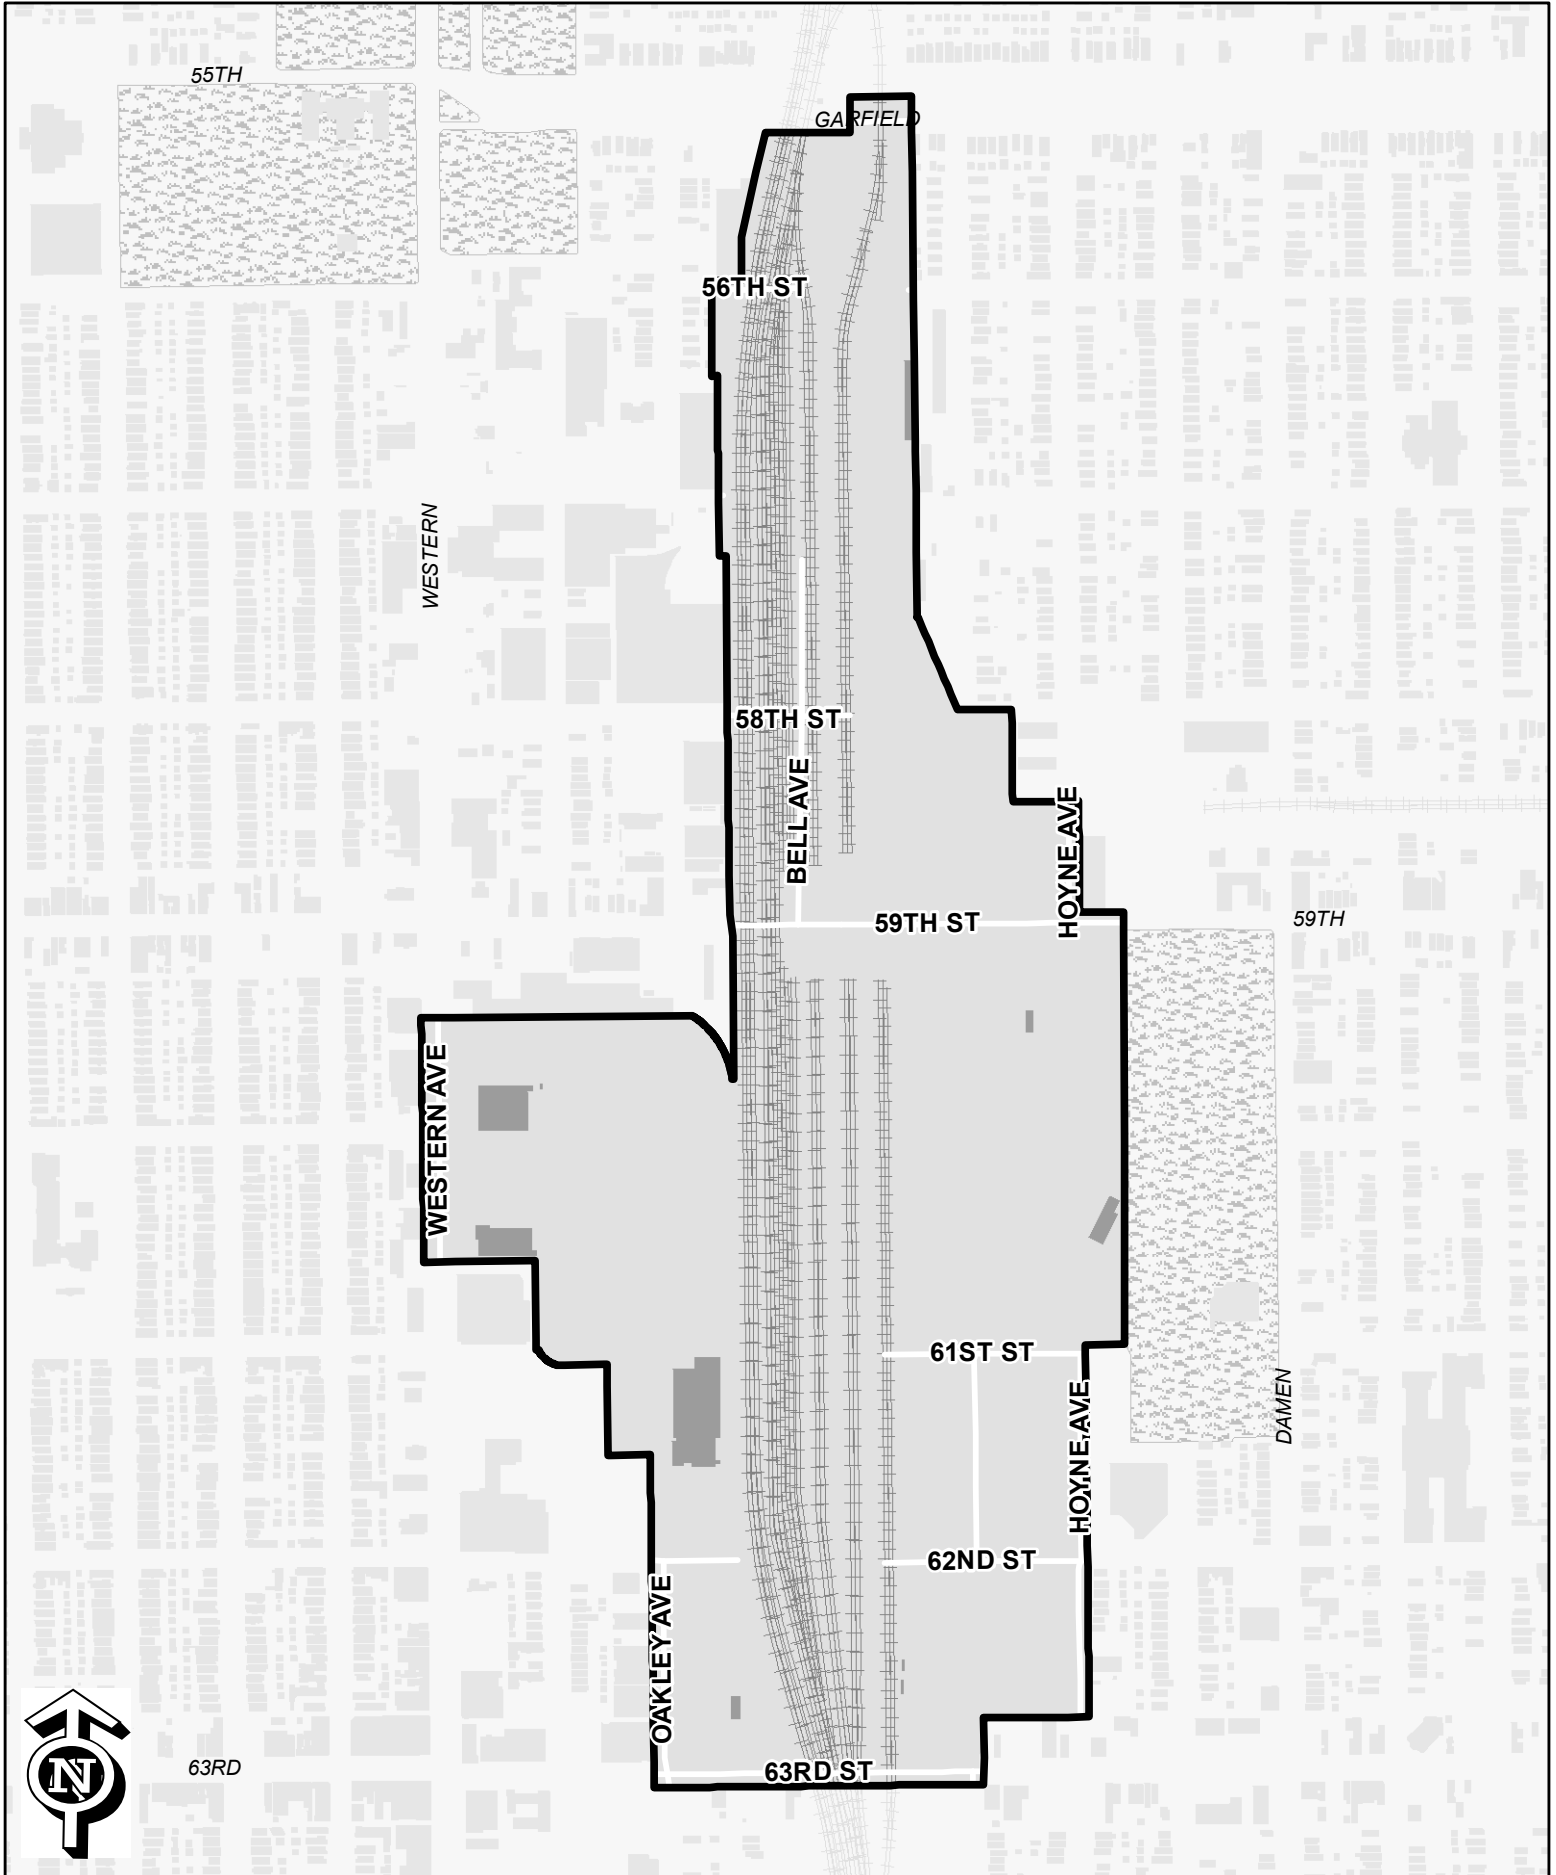 55TH
GARFIELD
56TH ST
WESTERN
58TH ST
BELL AVE
HOYNE AVE
59TH ST
59TH
WESTERN AVE
61ST ST
DAMEN
HOYNE AVE
62ND ST
OAKLEY AVE
63RD
63RD ST
N